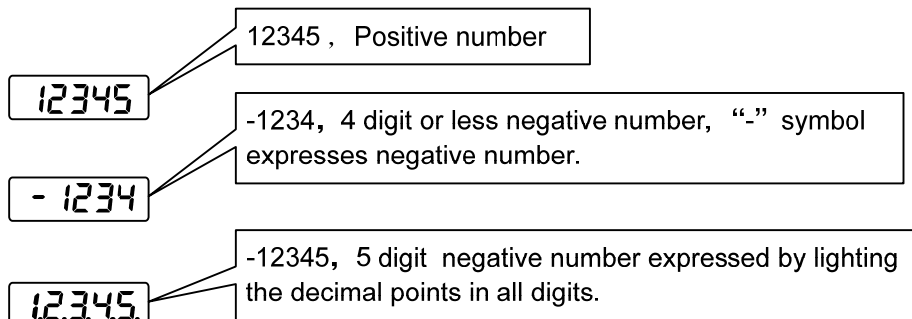 12345，Positive number
12345
-1234，4 digit or less negative number, “-” symbol
expresses negative number.
- 1234
-12345，5 digit negative number expressed by lighting
the decimal points in all digits.
1.2.3.4.5.